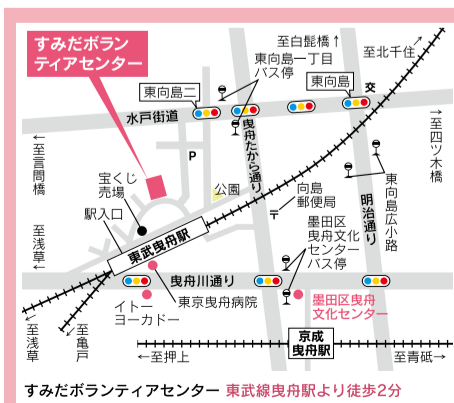 すみだボラン
ティアセンター
至白髭橋↑
至北千住
東向島一丁目
バス停
東向島二
東向島
交
水戸街道
←至言問橋
→至四ツ木橋
P
曳舟たから通り
宝くじ
売場
公園
向島
郵便局
〒
明治通り
東向島広小路
駅入口
東武曳舟駅
至浅草←
墨田区
曳舟文化
センター
バス停
曳舟川通り
東京曳舟病院
イトー
ヨーカドー
墨田区曳舟
文化センター
←至浅草
至亀戸
京成
曳舟駅
←至押上
至青砥→
すみだボランティアセンター 東武線曳舟駅より徒歩2分